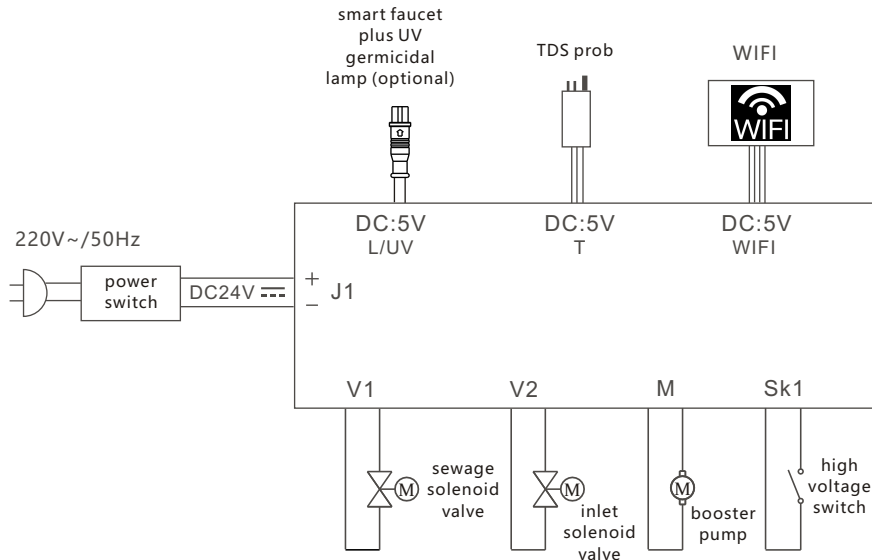 smart faucet
plus UV
germicidal
lamp (optional)
TDS prob
WIFI
WIFI
DC:5V
L/UV
DC:5V
T
DC:5V
WIFI
220V~/50Hz
power
switch
DC24V
+
−
J1
V1
V2
M
Sk1
sewage
solenoid
valve
M
inlet
solenoid
valve
M
booster
pump
M
high
voltage
switch